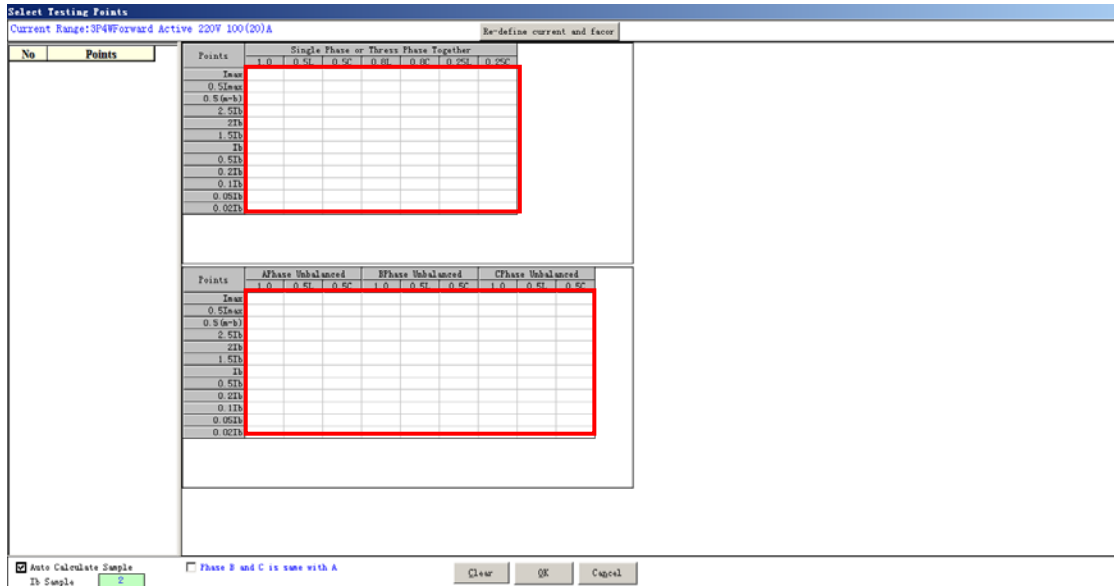 Select Testing Points
Current Range:3P4WForward Active 220V 100(20)A
Re-define current and facor
No Points
Points Single Phase or Thress Phase Together
1.0 0.5L 0.5C 0.8L 0.8C 0.25L 0.25C
Imax
0.5Imax
0.5(m-b)
2.5Ib
2Ib
1.5Ib
Ib
0.5Ib
0.2Ib
0.1Ib
0.05Ib
0.02Ib
Points APhase Unbalanced BPhase Unbalanced CPhase Unbalanced
1.0 0.5L 0.5C 1.0 0.5L 0.5C 1.0 0.5L 0.5C
Imax
0.5Imax
0.5(m-b)
2.5Ib
2Ib
1.5Ib
Ib
0.5Ib
0.2Ib
0.1Ib
0.05Ib
0.02Ib
Auto Calculate Sample
Phase B and C is same with A
Ib Sample 2
Clear OK Cancel